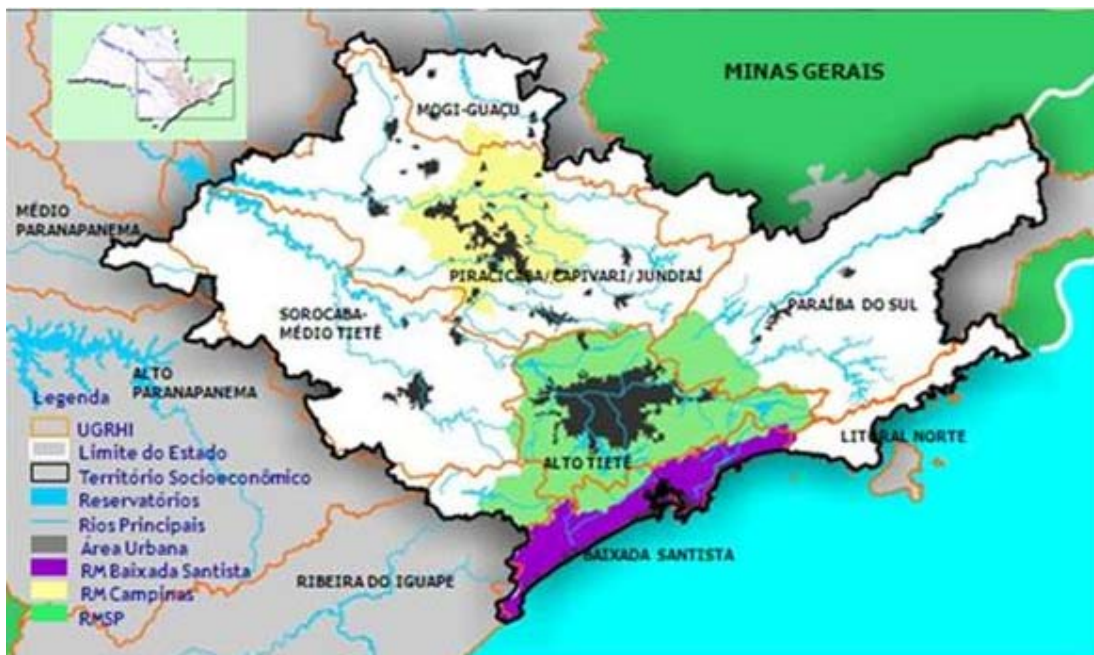 MINAS GERAIS
MOGI-GUAÇU
MÉDIO
PARANAPANEMA
PIRACICABA/CAPIVARI/JUNDIAÍ
PARAÍBA DO SUL
SOROCABA-
MÉDIO TIETÊ
ALTO
PARANAPANEMA
LITORAL NORTE
ALTO TIETÊ
BAIXADA SANTISTA
RIBEIRA DO IGUAPE
Legenda
UGRHI
Límite do Estado
Território Socioeconômico
Reservatórios
Rios Principais
Área Urbana
RM Baixada Santista
RM Campinas
RMSP